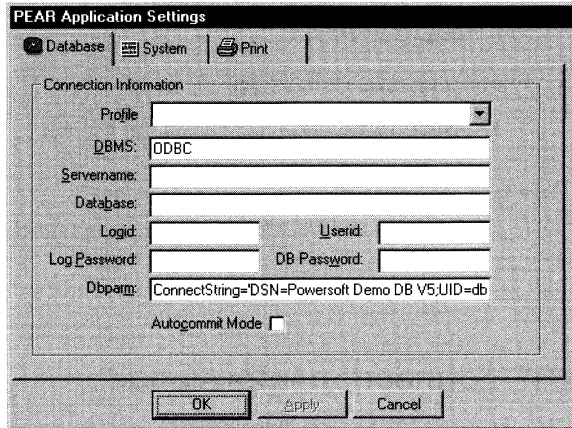 PEAR Application Settings
Database System Print
Connection Information
Profile
DBMS: ODBC
Servername:
Database:
Logid: Userid:
Log Password: DB Password:
Dbparm: ConnectString='DSN=Powersoft Demo DB V5;UID=db
Autocommit Mode
OK Apply Cancel